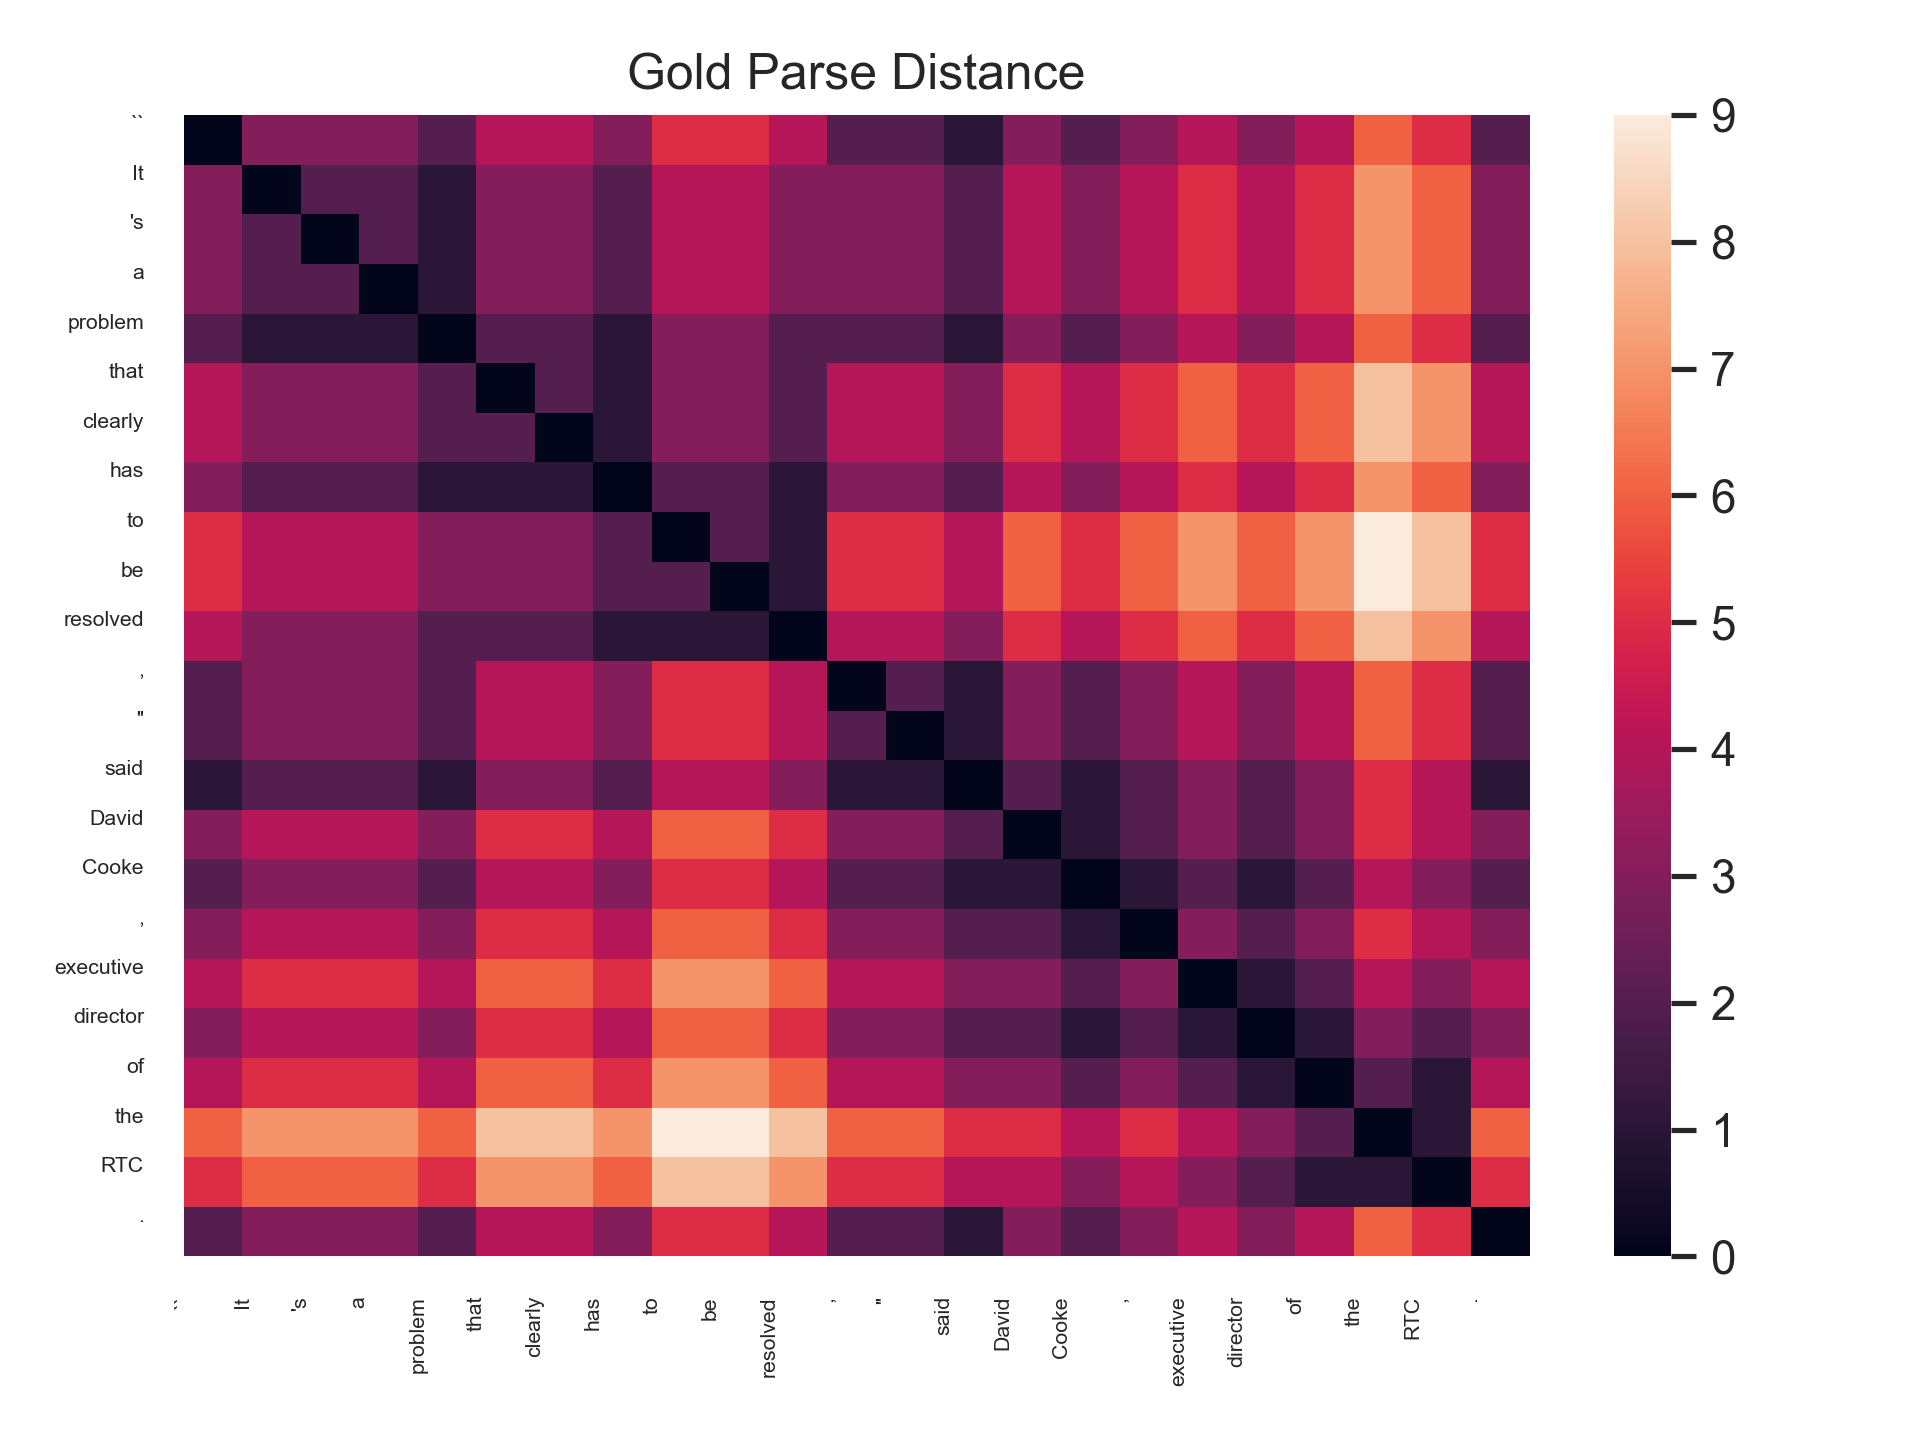 Gold Parse Distance
``
It
's
a
problem
that
clearly
has
to
be
resolved
,
"
said
David
Cooke
,
executive
director
of
the
RTC
.
9
8
7
6
5
4
3
2
1
0
``
It
's
a
problem
that
clearly
has
to
be
resolved
,
"
said
David
Cooke
,
executive
director
of
the
RTC
.